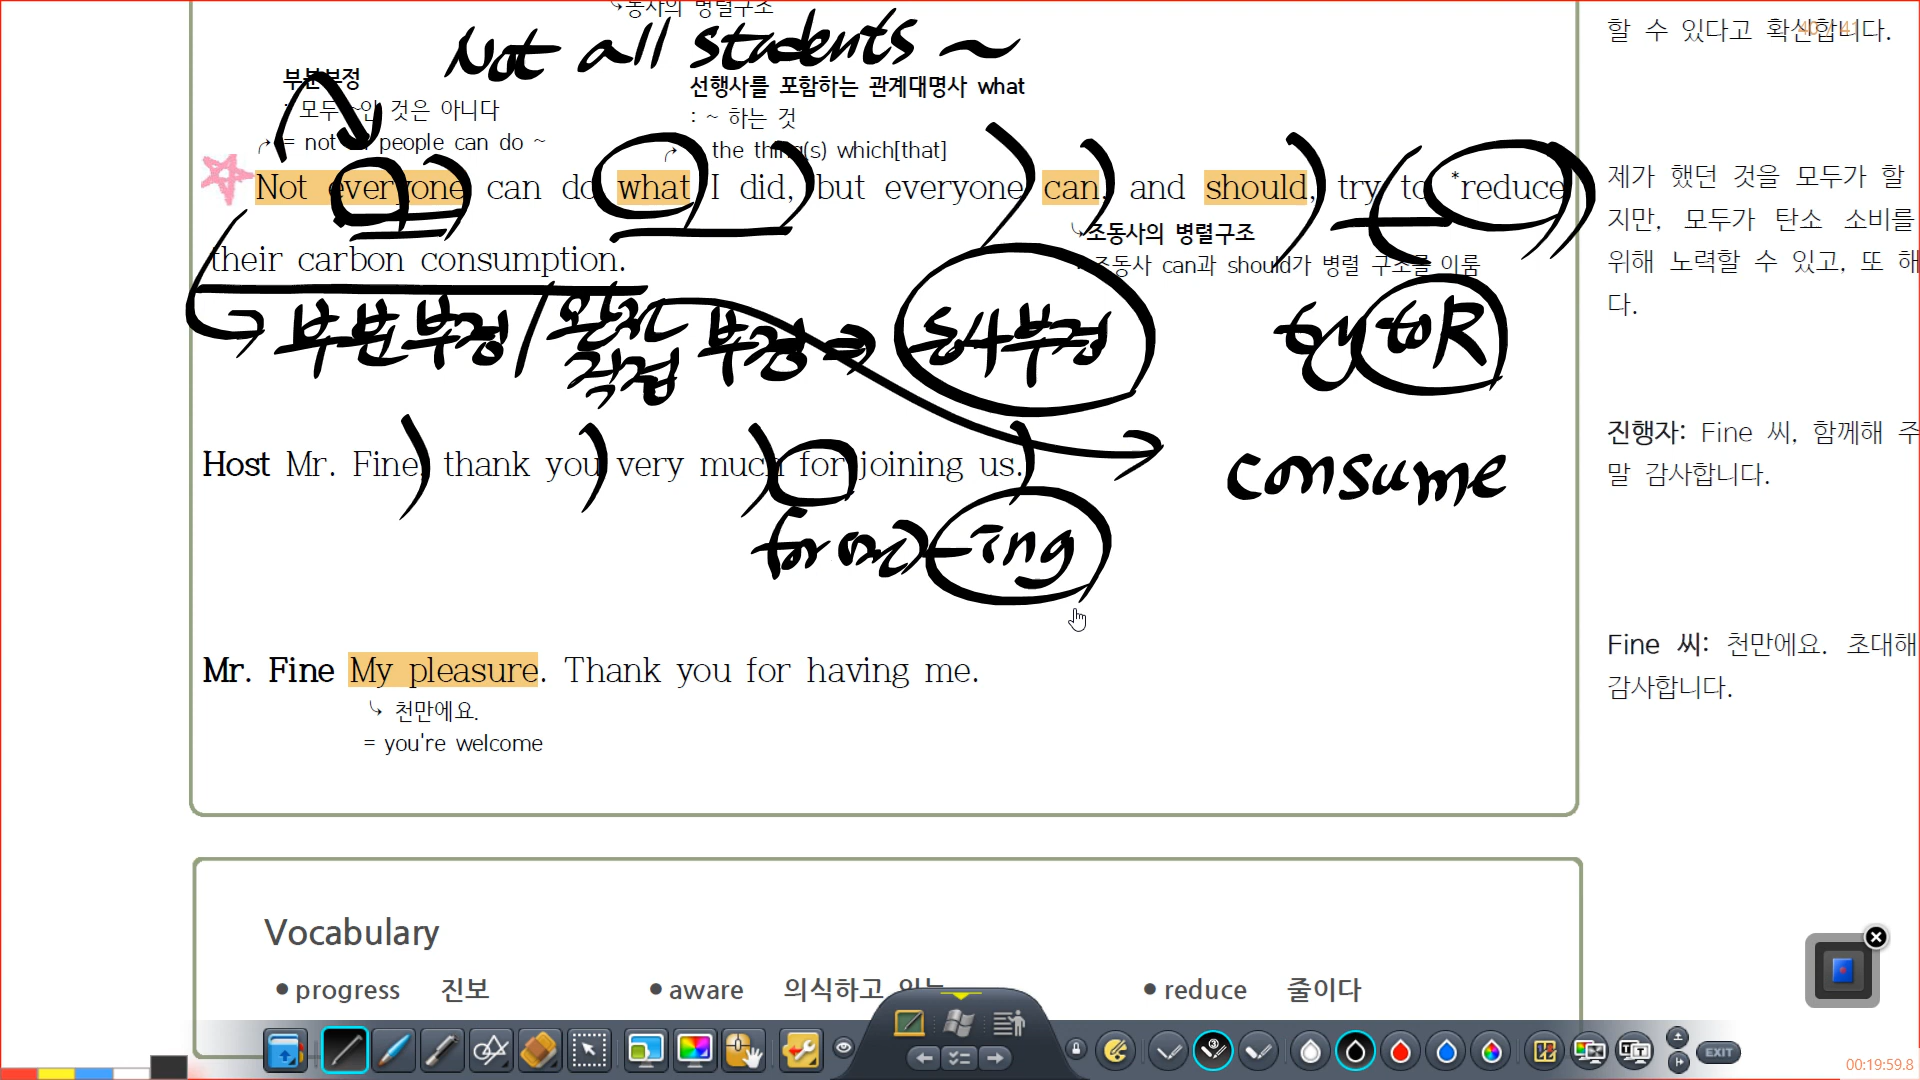 ↳동사의 병렬구조
Not all students ~
할 수 있다고 확신합니다.
40 / 41
부분부정
: 모두 ~인 것은 아니다
= not all people can do ~
선행사를 포함하는 관계대명사 what
: ~ 하는 것
the thing(s) which[that]
Not everyone can do what I did, but everyone can, and should, try to *reduce
their carbon consumption.
↳조동사의 병렬구조
조동사 can과 should가 병렬 구조를 이룸
제가 했던 것을 모두가 할
지만, 모두가 탄소 소비를
위해 노력할 수 있고, 또 해
다.
부분부정/완전 부정 ⇒ 동사부정
직접
try to R
consume
Host Mr. Fine, thank you very much for joining us.
for -ing
진행자: Fine 씨, 함께해 주
말 감사합니다.
Mr. Fine My pleasure. Thank you for having me.
↳ 천만에요.
= you're welcome
Fine 씨: 천만에요. 초대해
감사합니다.
Vocabulary
• progress 진보
• aware 의식하고
• reduce 줄이다
EXIT
00:19:59.8